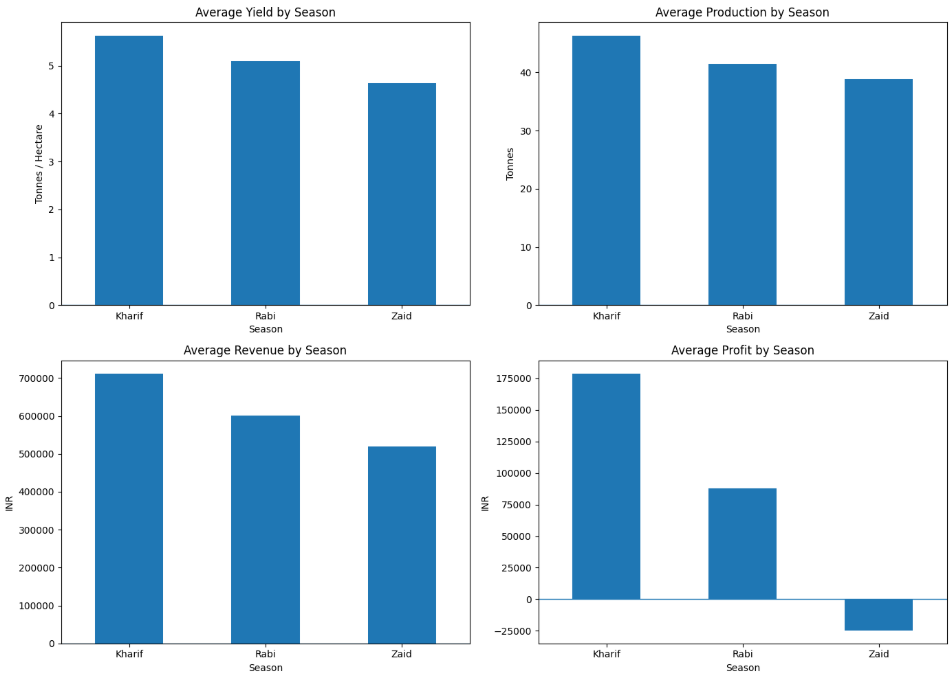 Average Yield by Season
Tonnes / Hectare
5
4
3
2
1
0
Kharif Rabi Zaid
Season
Average Production by Season
Tonnes
40
30
20
10
0
Kharif Rabi Zaid
Season
Average Revenue by Season
INR
700000
600000
500000
400000
300000
200000
100000
0
Kharif Rabi Zaid
Season
Average Profit by Season
INR
175000
150000
125000
100000
75000
50000
25000
0
−25000
Kharif Rabi Zaid
Season